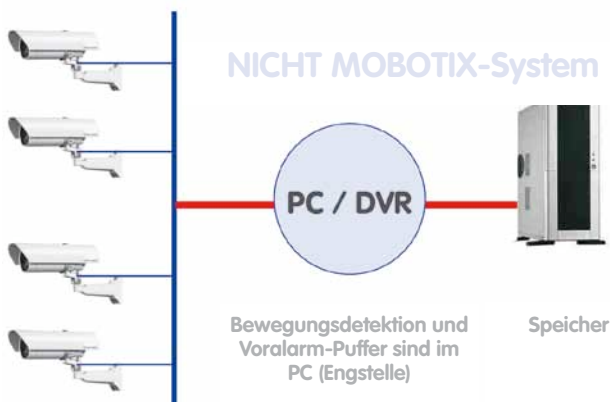 NICHT MOBOTIX-System
PC / DVR
Bewegungsdetektion und
Voralarm-Puffer sind im
PC (Engstelle)
Speicher